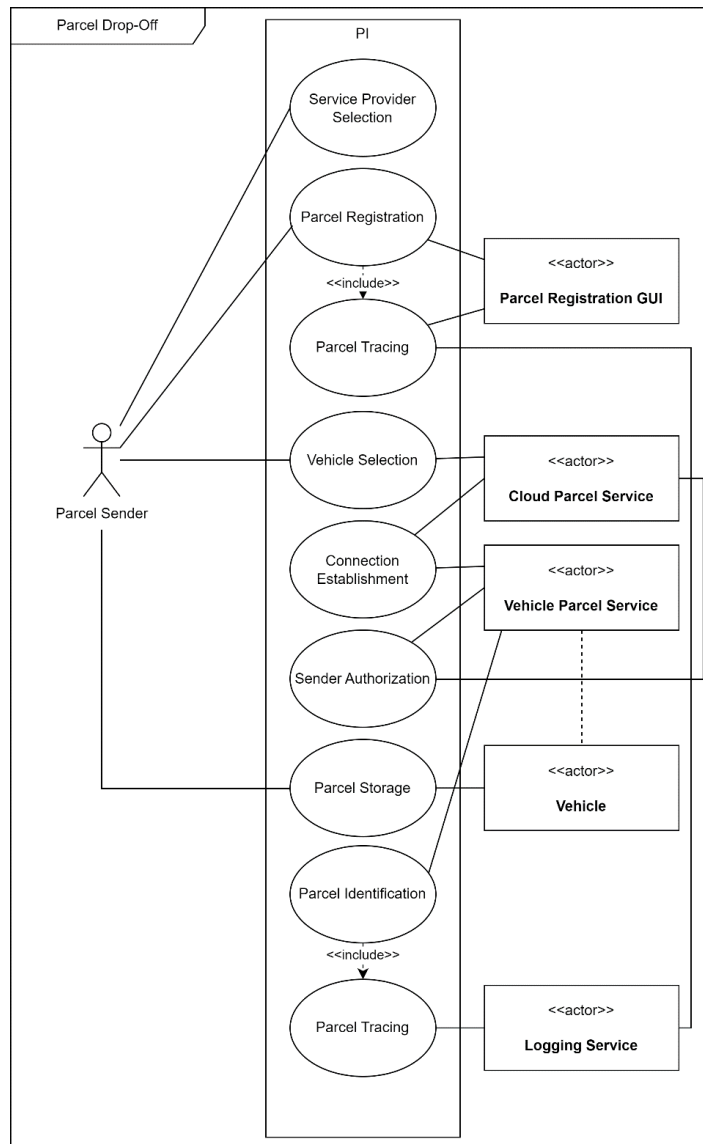 Parcel Drop-Off
PI
Service Provider
Selection
Parcel Registration
<<include>>
<<actor>>
Parcel Registration GUI
Parcel Tracing
Parcel Sender
Vehicle Selection
<<actor>>
Cloud Parcel Service
Connection
Establishment
<<actor>>
Vehicle Parcel Service
Sender Authorization
Parcel Storage
<<actor>>
Vehicle
Parcel Identification
<<include>>
Parcel Tracing
<<actor>>
Logging Service